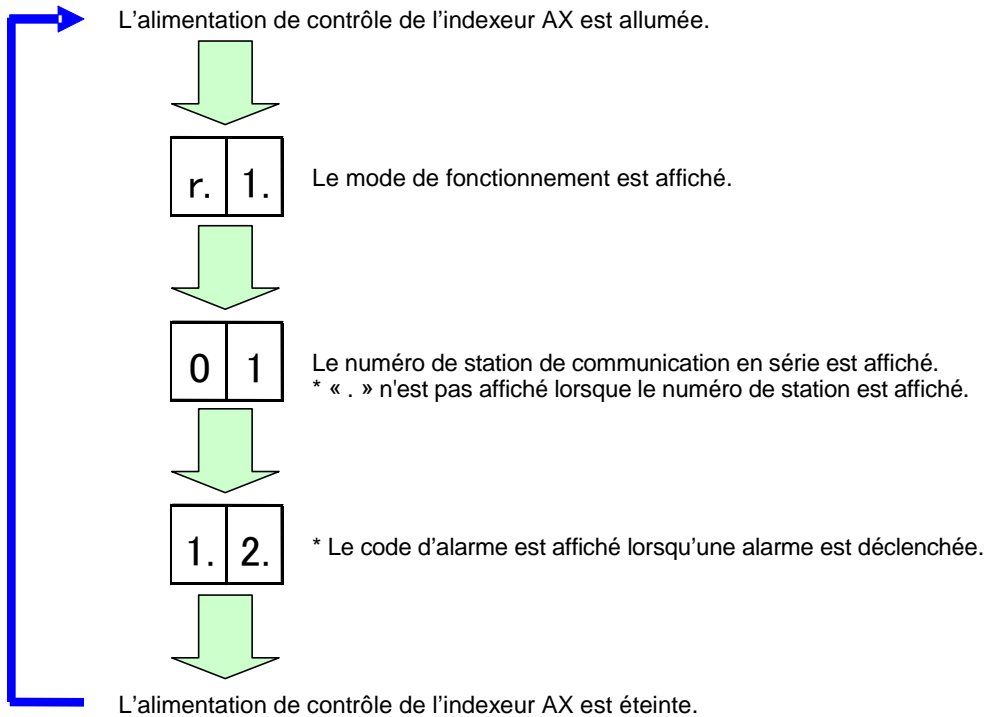 L’alimentation de contrôle de l’indexeur AX est allumée.
r. 1. Le mode de fonctionnement est affiché.
0 1 Le numéro de station de communication en série est affiché.
* « . » n'est pas affiché lorsque le numéro de station est affiché.
1. 2. * Le code d’alarme est affiché lorsqu’une alarme est déclenchée.
L’alimentation de contrôle de l’indexeur AX est éteinte.